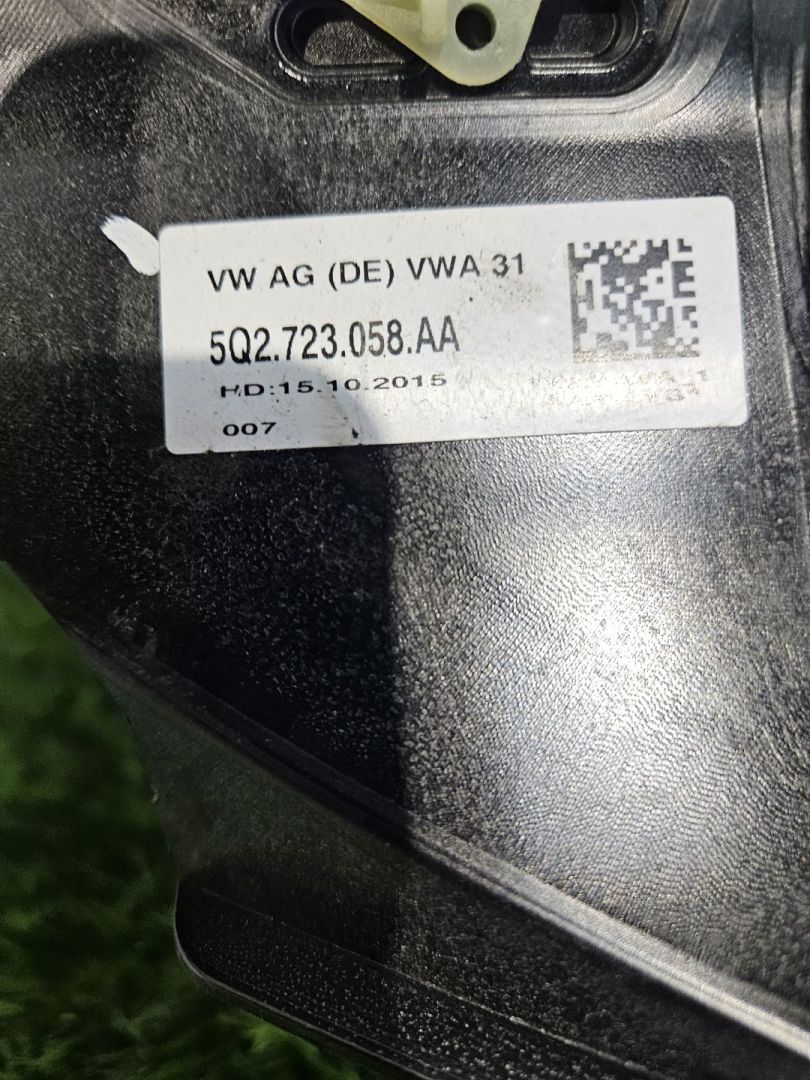 VW AG (DE) VWA 31
5Q2.723.058.AA
HD:15.10.2015
007